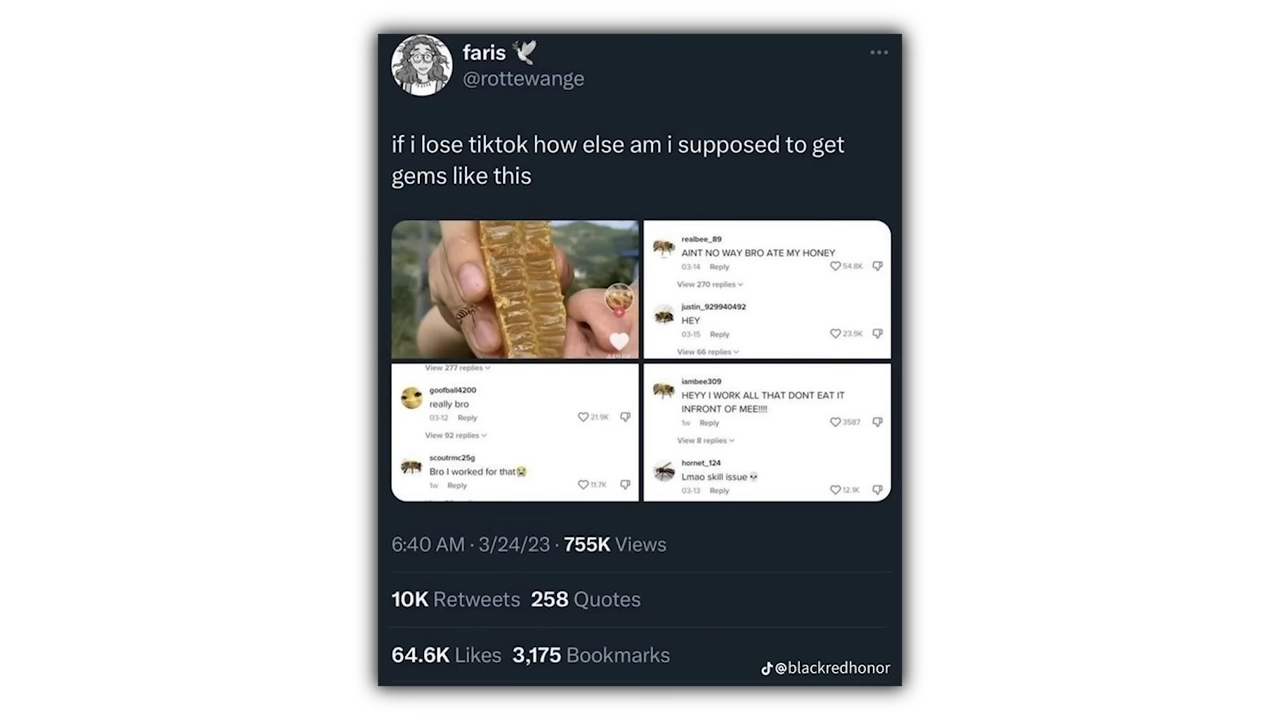 faris
@rottewange
if i lose tiktok how else am i supposed to get
gems like this
realbee_89
AINT NO WAY BRO ATE MY HONEY
03-14 Reply 54.8K
View 270 replies
justin_929940492
HEY
03-15 Reply 23.9K
View 66 replies
View 277 replies
goofball4200
really bro
03-12 Reply 21.9K
View 92 replies
scoutrmc25g
Bro I worked for that😭
1w Reply 11.7K
iambee309
HEYY I WORK ALL THAT DONT EAT IT
INFRONT OF MEE!!!!
1w Reply 3587
View 8 replies
hornet_124
Lmao skill issue💀
03-13 Reply 12.1K
6:40 AM · 3/24/23 · 755K Views
10K Retweets 258 Quotes
64.6K Likes 3,175 Bookmarks
@blackredhonor